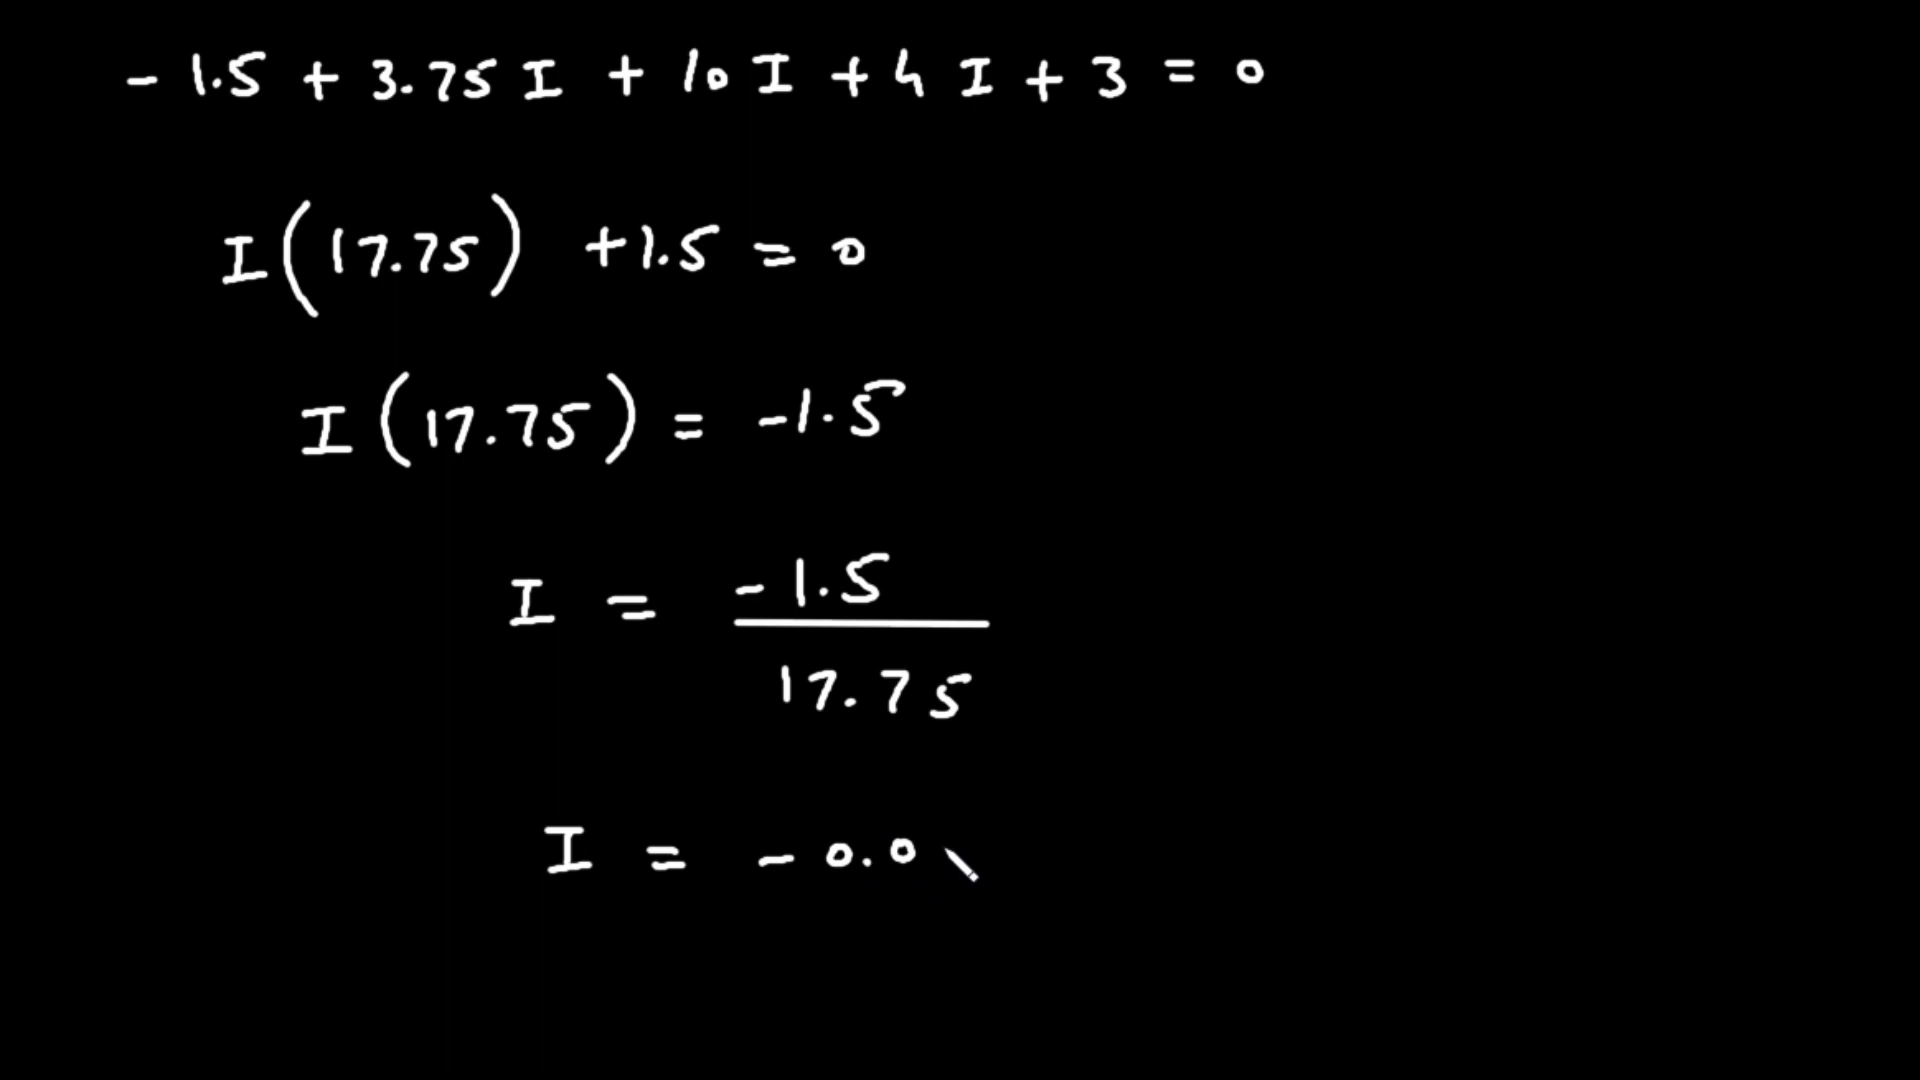 - 1.5 + 3.75 I + 10 I + 4 I + 3 = 0
I (17.75) + 1.5 = 0
I (17.75) = -1.5
I = -1.5 / 17.75
I = - 0.0